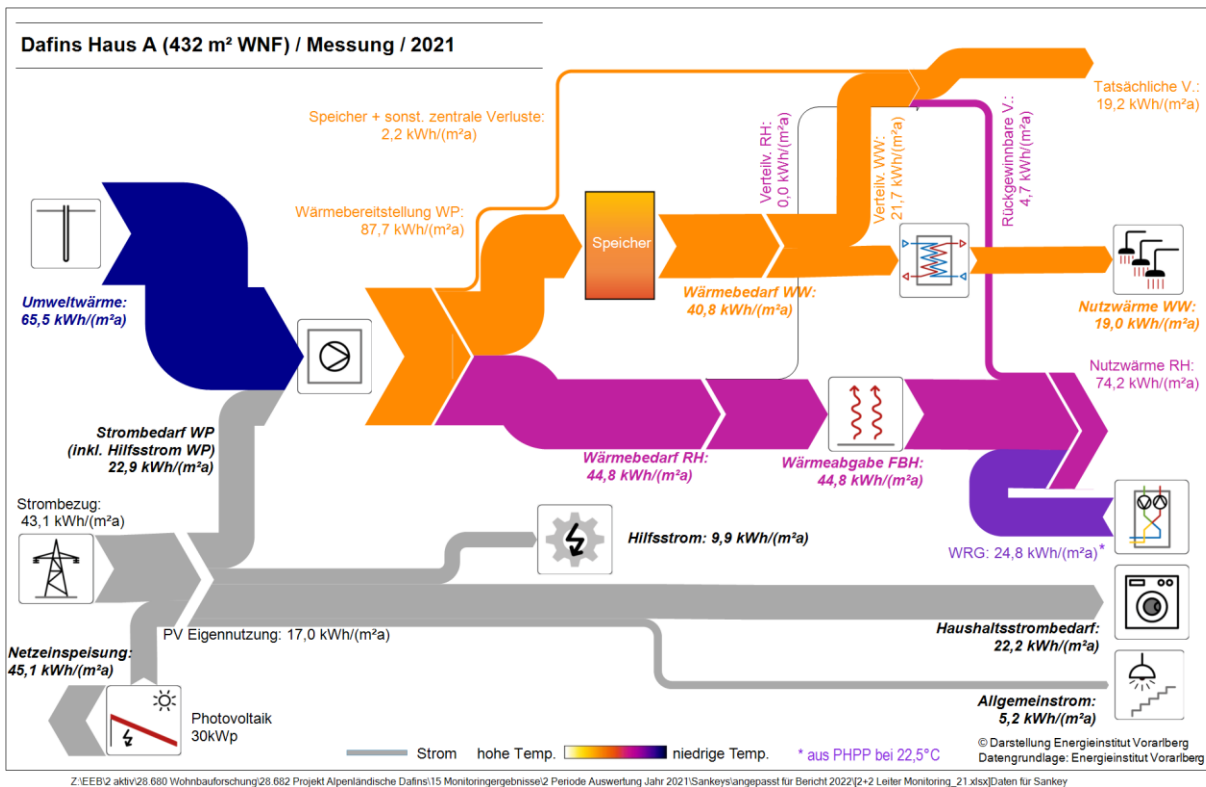 Dafins Haus A (432 m² WNF) / Messung / 2021
Tatsächliche V.:
19,2 kWh/(m²a)
Speicher + sonst. zentrale Verluste:
2,2 kWh/(m²a)
Verteilv. RH:
0,0 kWh/(m²a)
Verteilv. WW:
21,7 kWh/(m²a)
Rückgewinnbare V.:
4,7 kWh/(m²a)
Wärmebereitstellung WP:
87,7 kWh/(m²a)
Speicher
Umweltwärme:
65,5 kWh/(m²a)
Wärmebedarf WW:
40,8 kWh/(m²a)
Nutzwärme WW:
19,0 kWh/(m²a)
Nutzwärme RH:
74,2 kWh/(m²a)
Strombedarf WP
(inkl. Hilfsstrom WP)
22,9 kWh/(m²a)
Wärmebedarf RH:
44,8 kWh/(m²a)
Wärmeabgabe FBH:
44,8 kWh/(m²a)
Strombezug:
43,1 kWh/(m²a)
Hilfsstrom: 9,9 kWh/(m²a)
WRG: 24,8 kWh/(m²a)*
PV Eigennutzung: 17,0 kWh/(m²a)
Haushaltsstrombedarf:
22,2 kWh/(m²a)
Netzeinspeisung:
45,1 kWh/(m²a)
Allgemeinstrom:
5,2 kWh/(m²a)
Photovoltaik
30kWp
Strom
hohe Temp.
niedrige Temp.
* aus PHPP bei 22,5°C
© Darstellung Energieinstitut Vorarlberg
Datengrundlage: Energieinstitut Vorarlberg
Z:\EEB\2 aktiv\28.680 Wohnbauforschung\28.682 Projekt Alpenländische Dafins\15 Monitoringergebnisse\2 Periode Auswertung Jahr 2021\Sankeys\angepasst für Bericht 2022\[2+2 Leiter Monitoring_21.xlsx]Daten für Sankey